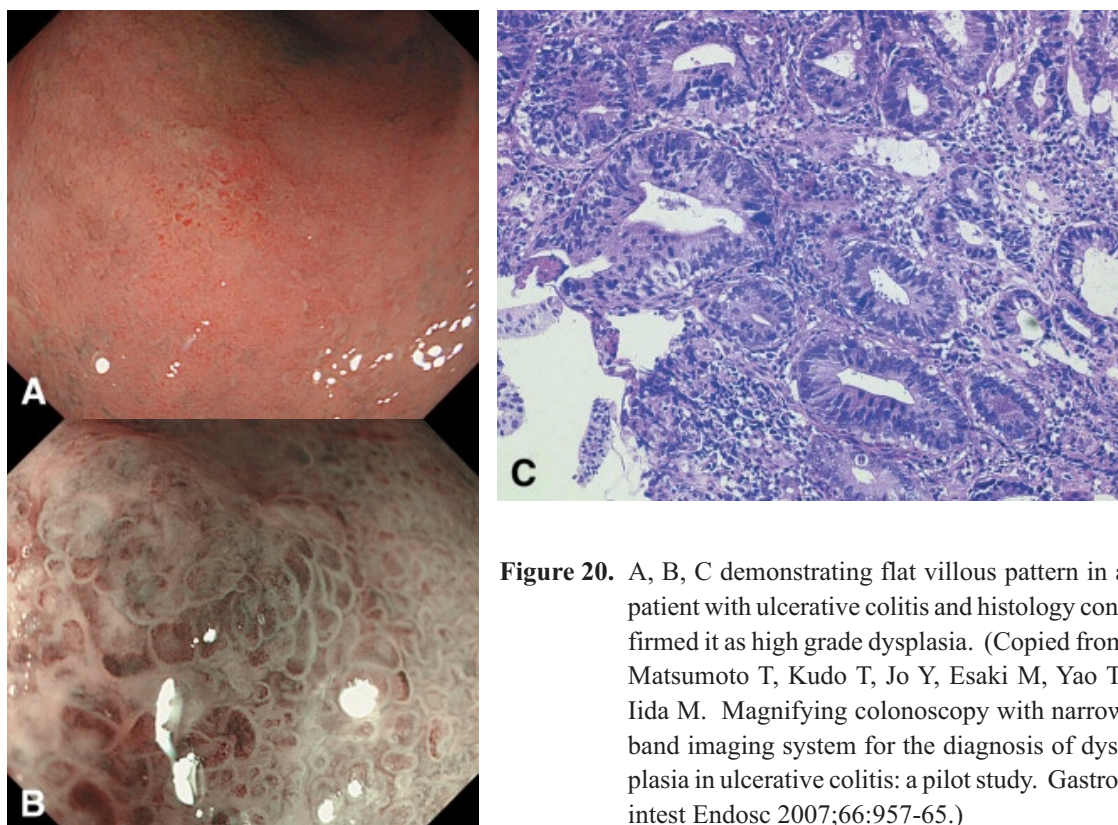 A
B
C
Figure 20. A, B, C demonstrating flat villous pattern in a
patient with ulcerative colitis and histology con-
firmed it as high grade dysplasia. (Copied from
Matsumoto T, Kudo T, Jo Y, Esaki M, Yao T
Iida M. Magnifying colonoscopy with narrow
band imaging system for the diagnosis of dys-
plasia in ulcerative colitis: a pilot study. Gastro-
intest Endosc 2007;66:957-65.)